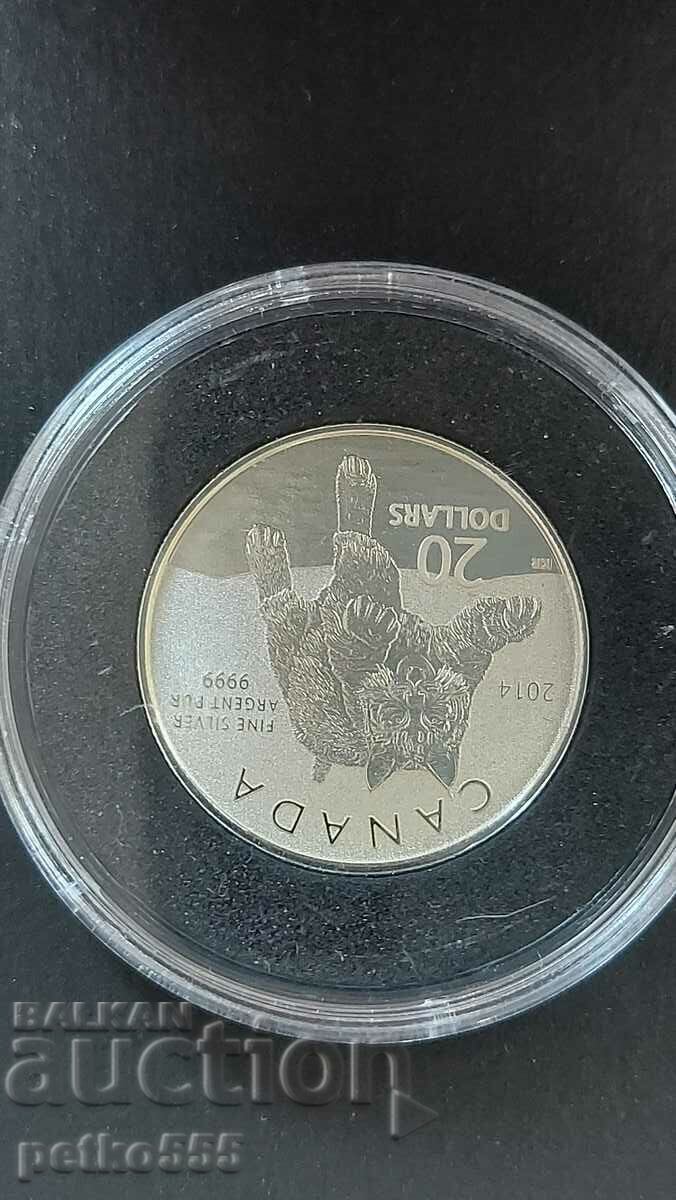 CANADA
FINE SILVER
ARGENT PUR
9999
2014
20
DOLLARS
BALKAN
auction
petko555